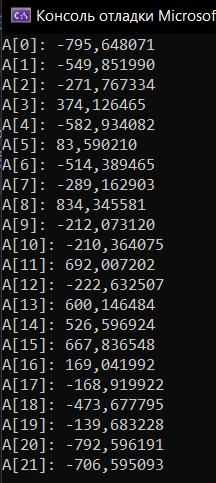 Консоль отладки Microsof
A[0]: -795,648071
A[1]: -549,851990
A[2]: -271,767334
A[3]: 374,126465
A[4]: -582,934082
A[5]: 83,590210
A[6]: -514,389465
A[7]: -289,162903
A[8]: 834,345581
A[9]: -212,073120
A[10]: -210,364075
A[11]: 692,007202
A[12]: -222,632507
A[13]: 600,146484
A[14]: 526,596924
A[15]: 667,836548
A[16]: 169,041992
A[17]: -168,919922
A[18]: -473,677795
A[19]: -139,683228
A[20]: -792,596191
A[21]: -706,595093